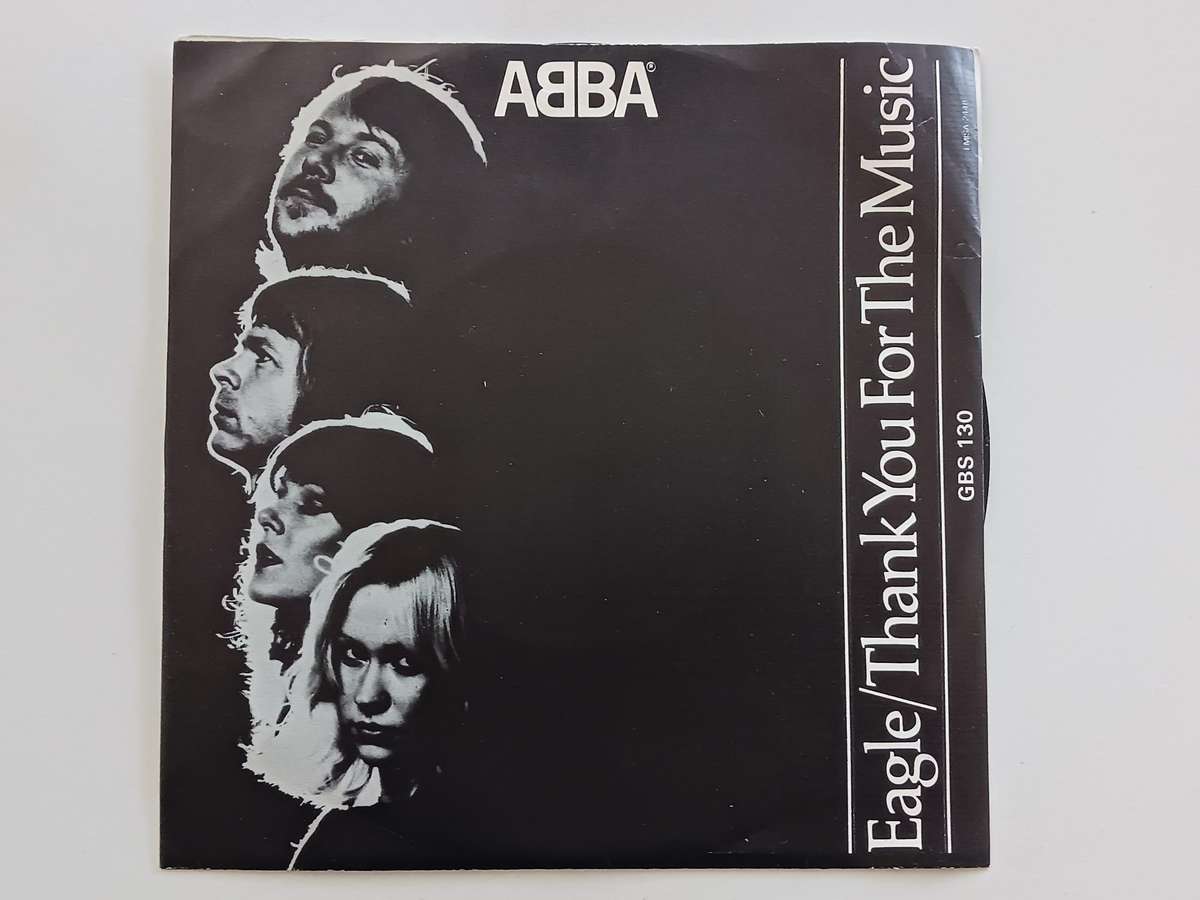 ABBA®
Eagle/Thank You For The Music
GBS 130